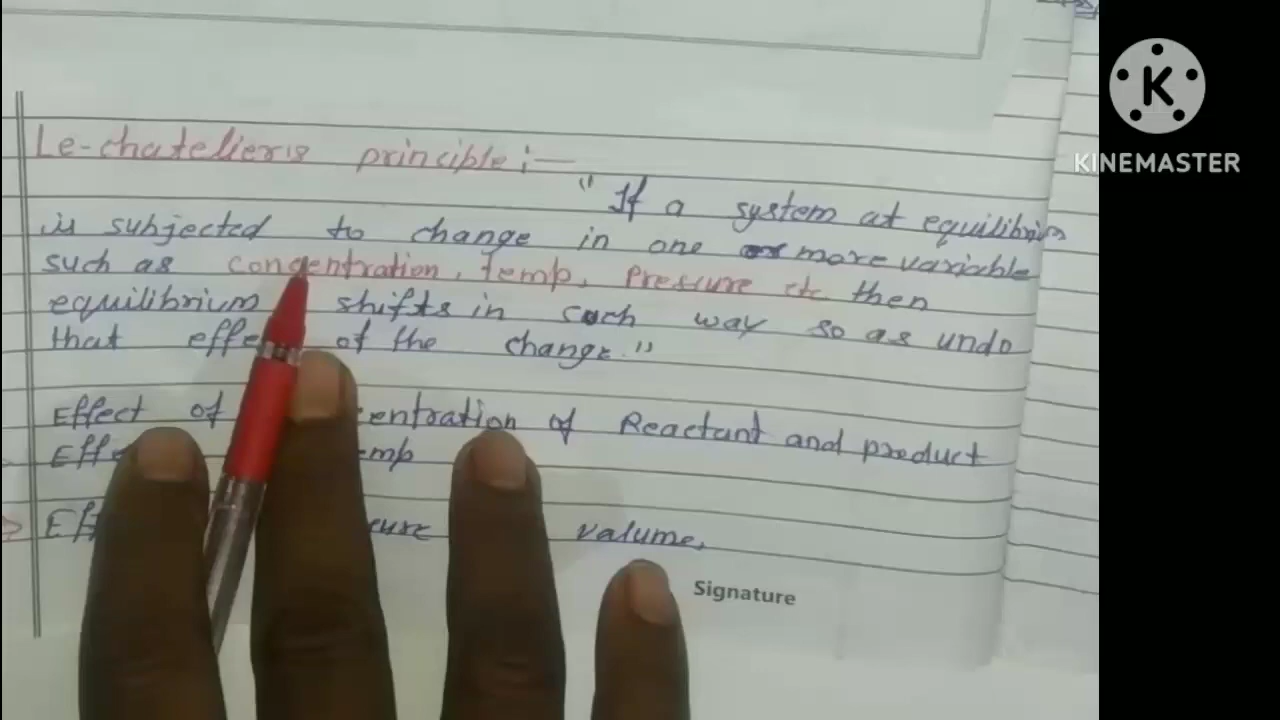 Le-chatelier's principle :—
"If a system at equilibrium
is subjected to change in one or more variable
such as concentration, temp, Pressure etc then
equilibrium shifts in such way so as undo
that effe of the change."
Effect of entration of Reactant and product
Effe emp
Eff sure valume,
Signature
K
KINEMASTER